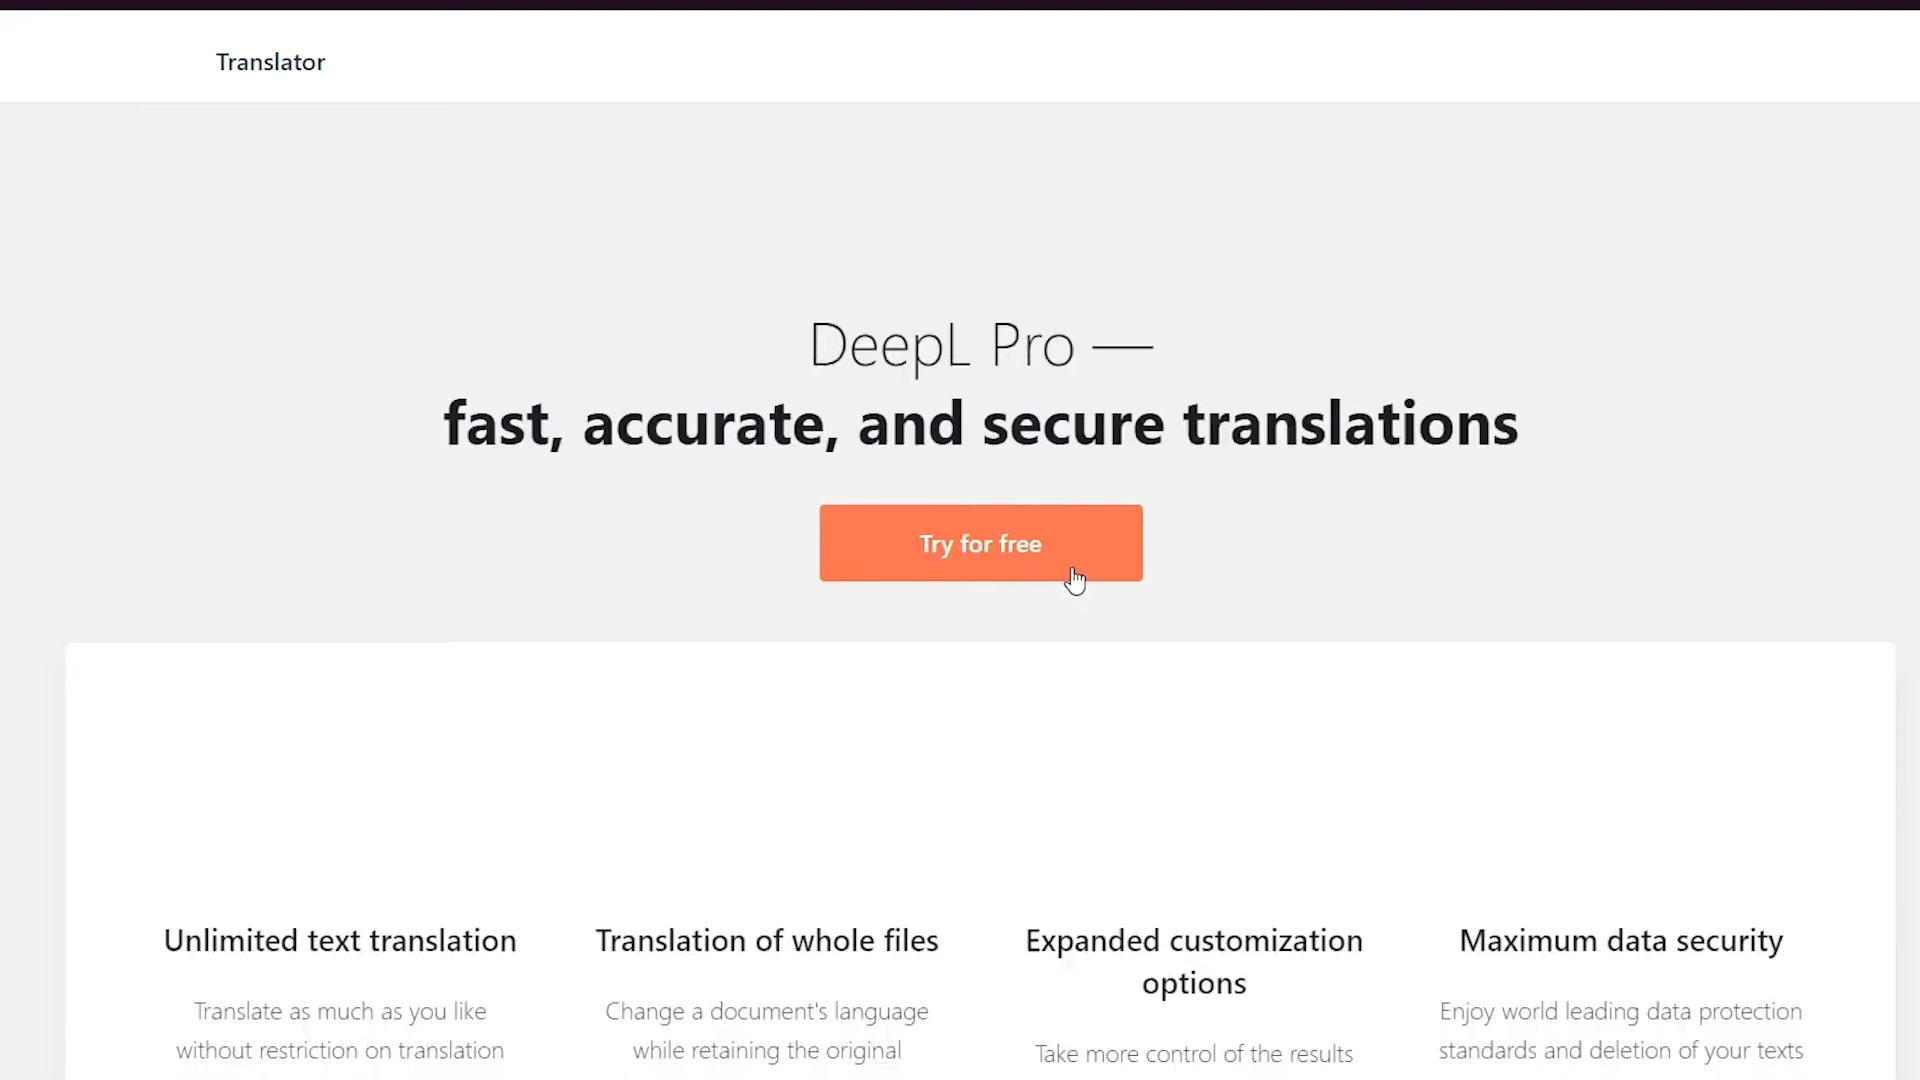 Translator
DeepL Pro —
fast, accurate, and secure translations
Try for free
Unlimited text translation
Translate as much as you like
without restriction on translation
Translation of whole files
Change a document's language
while retaining the original
Expanded customization
options
Take more control of the results
Maximum data security
Enjoy world leading data protection
standards and deletion of your texts